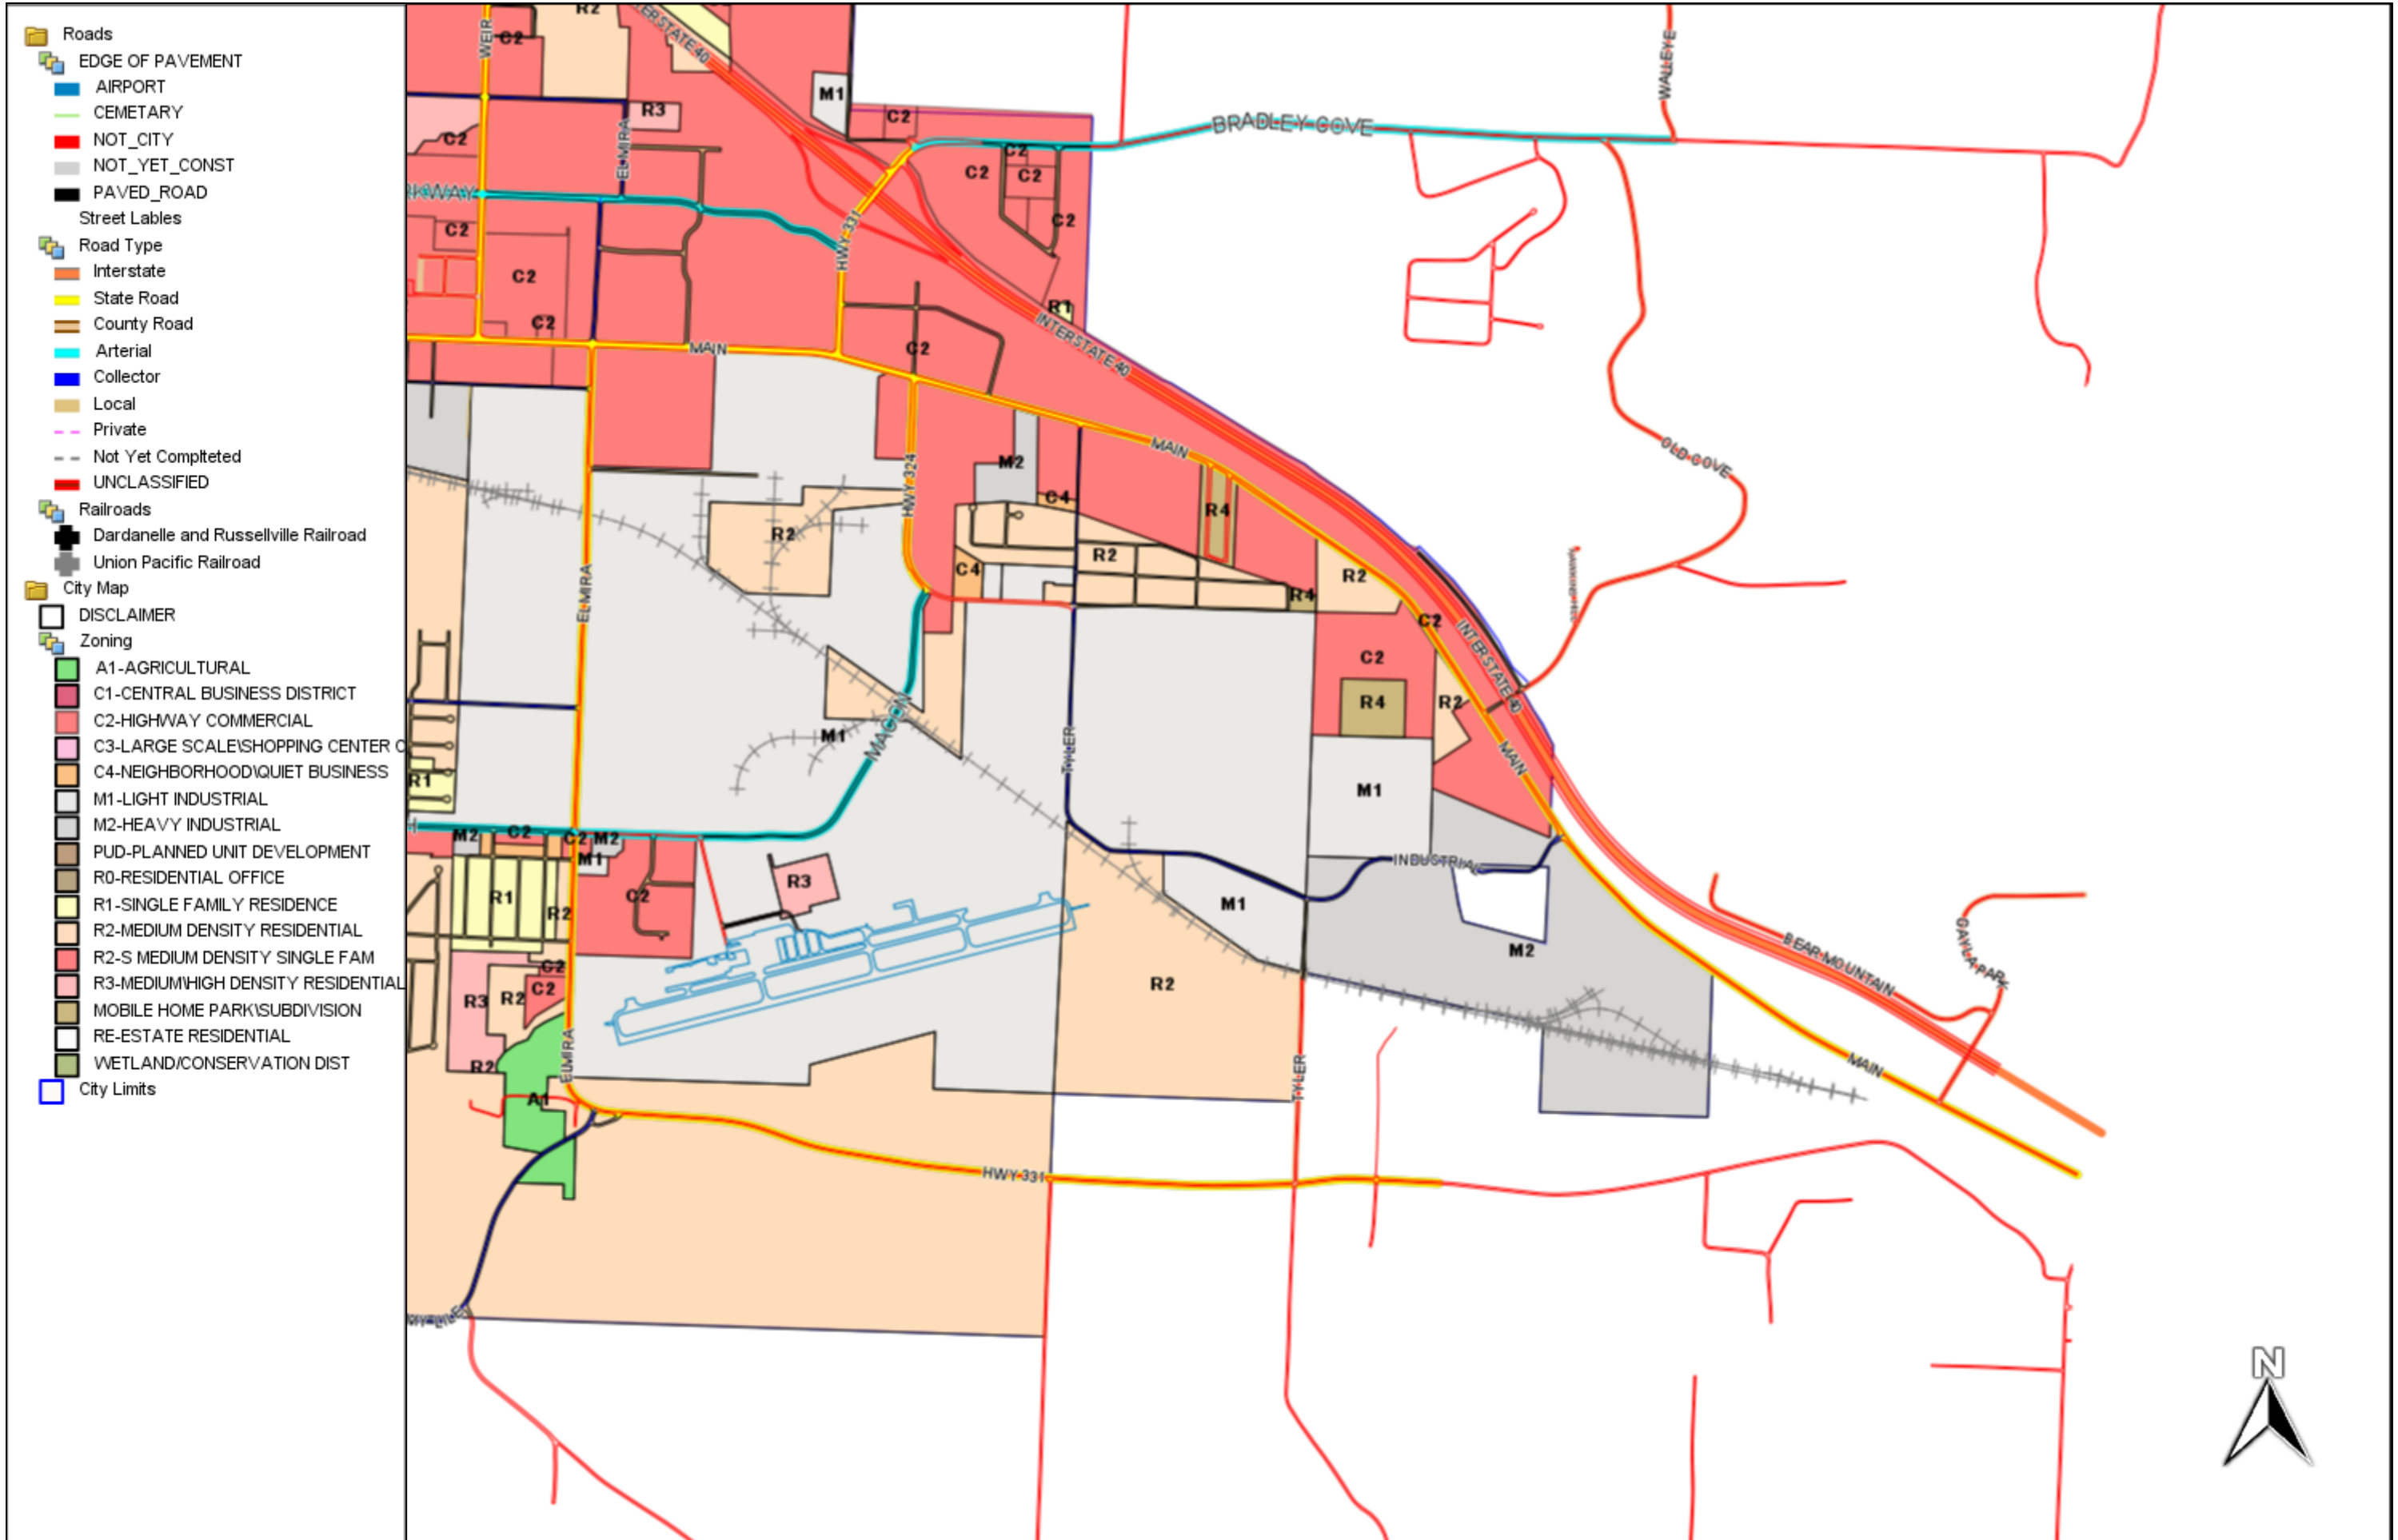 Roads
EDGE OF PAVEMENT
AIRPORT
CEMETARY
NOT_CITY
NOT_YET_CONST
PAVED_ROAD
Street Lables
Road Type
Interstate
State Road
County Road
Arterial
Collector
Local
Private
Not Yet Complteted
UNCLASSIFIED
Railroads
Dardanelle and Russellville Railroad
Union Pacific Railroad
City Map
DISCLAIMER
Zoning
A1-AGRICULTURAL
C1-CENTRAL BUSINESS DISTRICT
C2-HIGHWAY COMMERCIAL
C3-LARGE SCALE\SHOPPING CENTER C
C4-NEIGHBORHOOD\QUIET BUSINESS
M1-LIGHT INDUSTRIAL
M2-HEAVY INDUSTRIAL
PUD-PLANNED UNIT DEVELOPMENT
R0-RESIDENTIAL OFFICE
R1-SINGLE FAMILY RESIDENCE
R2-MEDIUM DENSITY RESIDENTIAL
R2-S MEDIUM DENSITY SINGLE FAM
R3-MEDIUM\HIGH DENSITY RESIDENTIAL
MOBILE HOME PARK\SUBDIVISION
RE-ESTATE RESIDENTIAL
WETLAND/CONSERVATION DIST
City Limits
R2
WEIR
C2
INTERSTATE 40
WALLEYE
M1
R3
C2
BRADLEY COVE
C2
ELMIRA
C2
C2
C2
KWAY
C2
C2
HWY 331
C2
R1
C2
MAIN
C2
INTERSTATE 40
MAIN
OLD COVE
M2
HWY 324
C4
R4
R2
R2
C4
R2
R4
ELMIRA
C2
INTERSTATE 40
C2
R4
R2
MACON
M1
TYLER
MAIN
R1
M1
M2
C2
C2
M2
M1
INDUSTRIAL
R3
R1
C2
R2
M1
GAYLA PARK
BEAR MOUNTAIN
M2
C2
R3
R2
C2
R2
ELMIRA
R2
MAIN
TYLER
A1
HWY 331
N